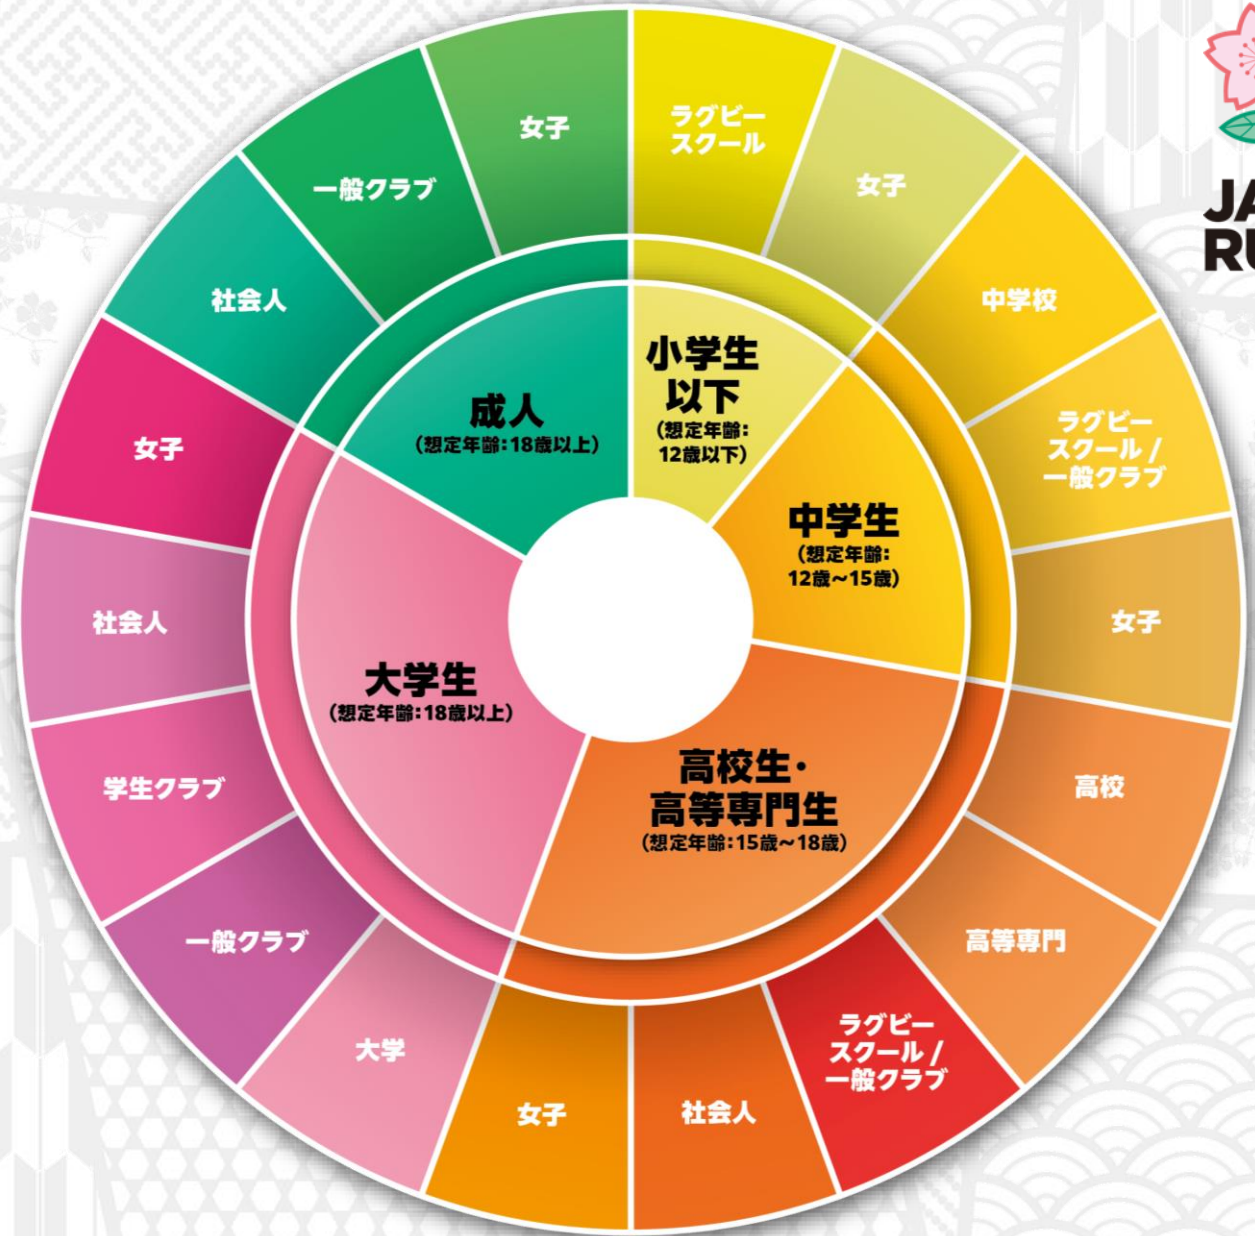 ラグビー
スクール
女子
中学校
ラグビー
スクール /
一般クラブ
女子
高校
高等専門
ラグビー
スクール /
一般クラブ
社会人
女子
大学
一般クラブ
学生クラブ
社会人
女子
社会人
一般クラブ
女子
小学生
以下
(想定年齢:
12歳以下)
中学生
(想定年齢:
12歳～15歳)
高校生・
高等専門生
(想定年齢:15歳～18歳)
大学生
(想定年齢:18歳以上)
成人
(想定年齢:18歳以上)
JA
RU